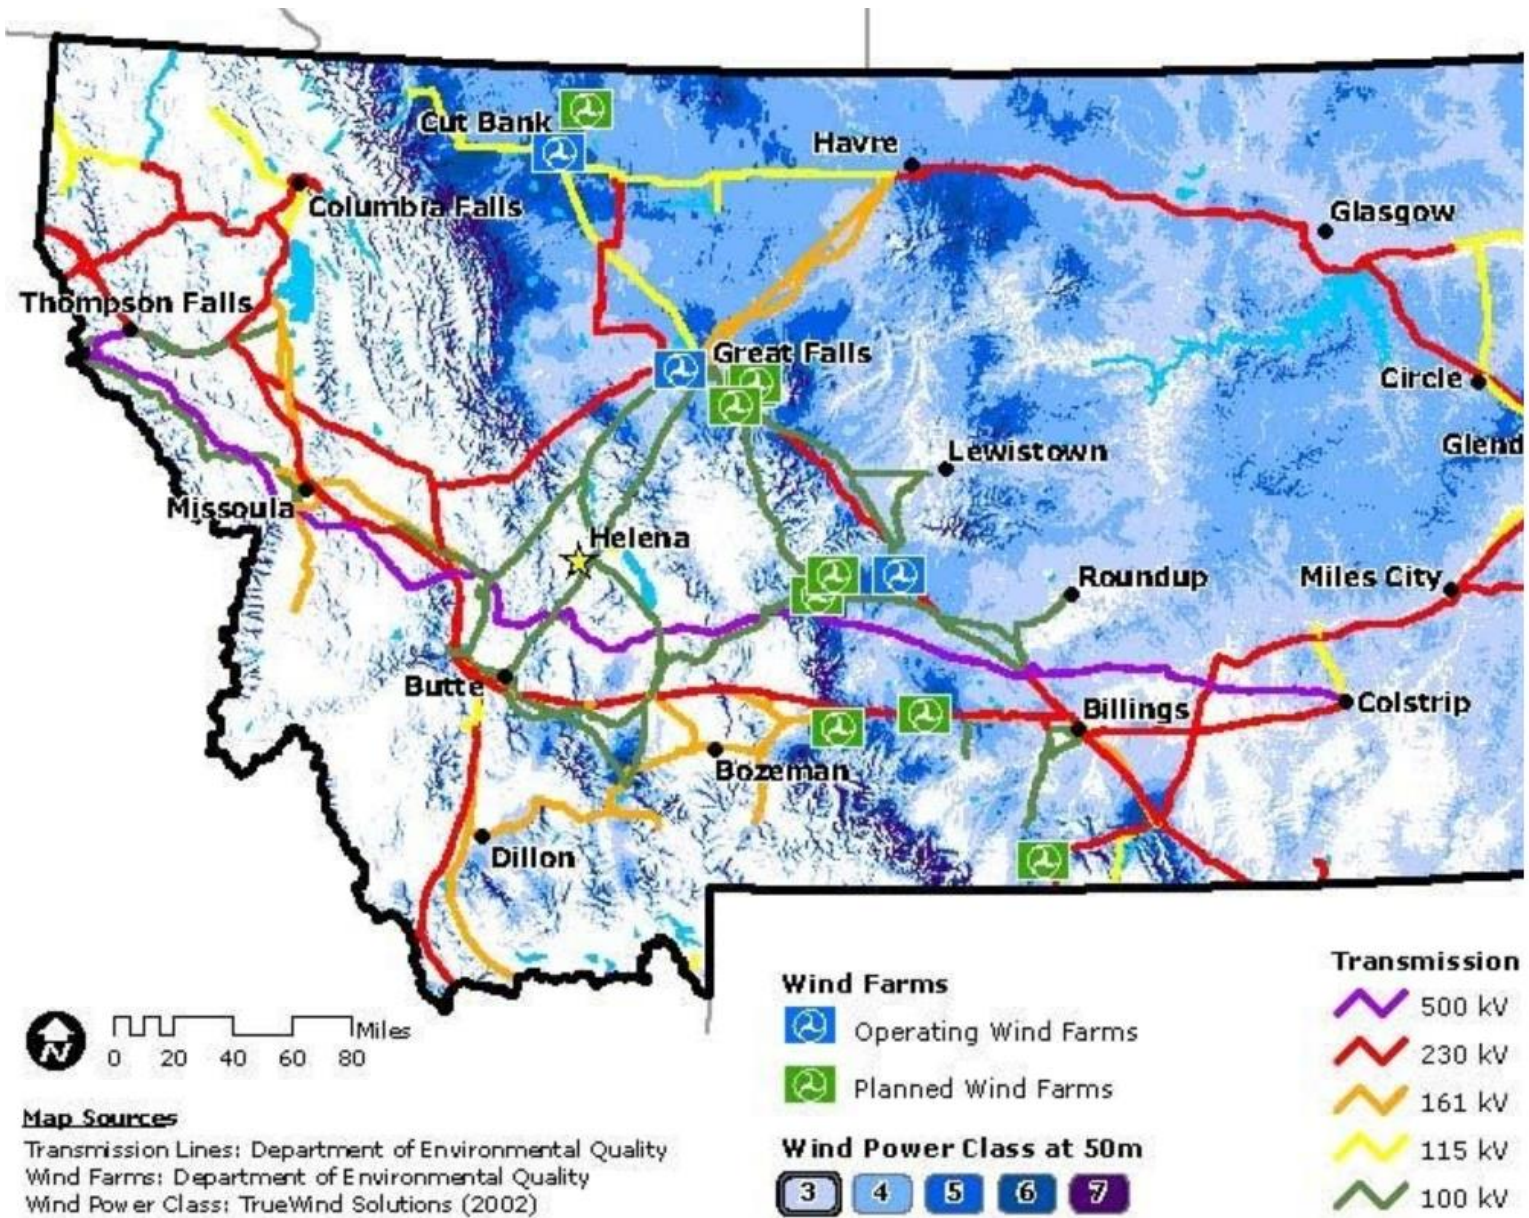 Cut Bank
Havre
Columbia Falls
Glasgow
Thompson Falls
Great Falls
Circle
Lewistown
Glend
Missoula
Helena
Roundup
Miles City
Butte
Billings
Colstrip
Bozeman
Dillon
N
Miles
0 20 40 60 80
Map Sources
Transmission Lines: Department of Environmental Quality
Wind Farms: Department of Environmental Quality
Wind Power Class: TrueWind Solutions (2002)
Wind Farms
Operating Wind Farms
Planned Wind Farms
Wind Power Class at 50m
3 4 5 6 7
Transmission
500 kV
230 kV
161 kV
115 kV
100 kV